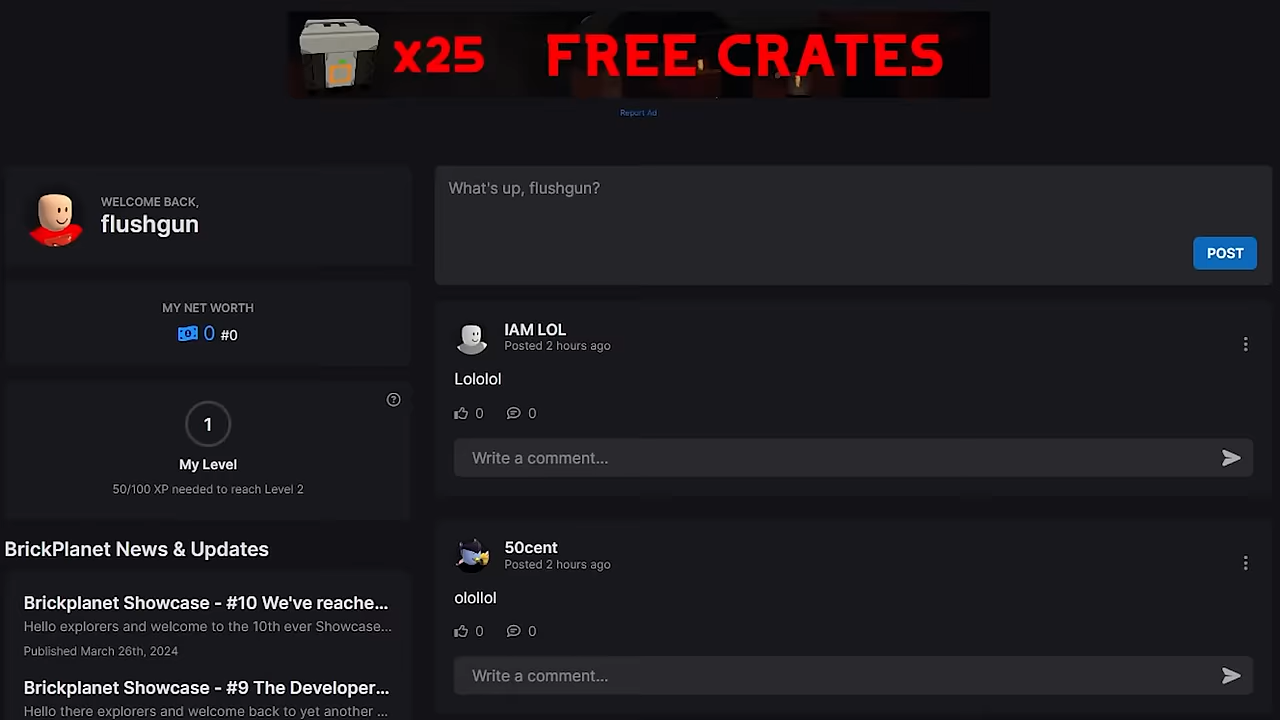 x25 FREE CRATES
Report Ad
WELCOME BACK,
flushgun
MY NET WORTH
0 #0
1
My Level
50/100 XP needed to reach Level 2
BrickPlanet News & Updates
Brickplanet Showcase - #10 We've reache...
Hello explorers and welcome to the 10th ever Showcase...
Published March 26th, 2024
Brickplanet Showcase - #9 The Developer...
Hello there explorers and welcome back to yet another ...
What's up, flushgun?
POST
IAM LOL
Posted 2 hours ago
Lololol
0 0
Write a comment...
50cent
Posted 2 hours ago
olollol
0 0
Write a comment...